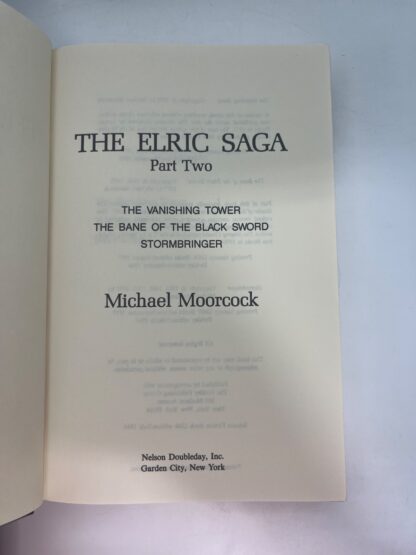 THE ELRIC SAGA
Part Two
THE VANISHING TOWER
THE BANE OF THE BLACK SWORD
STORMBRINGER
Michael Moorcock
Nelson Doubleday, Inc.
Garden City, New York